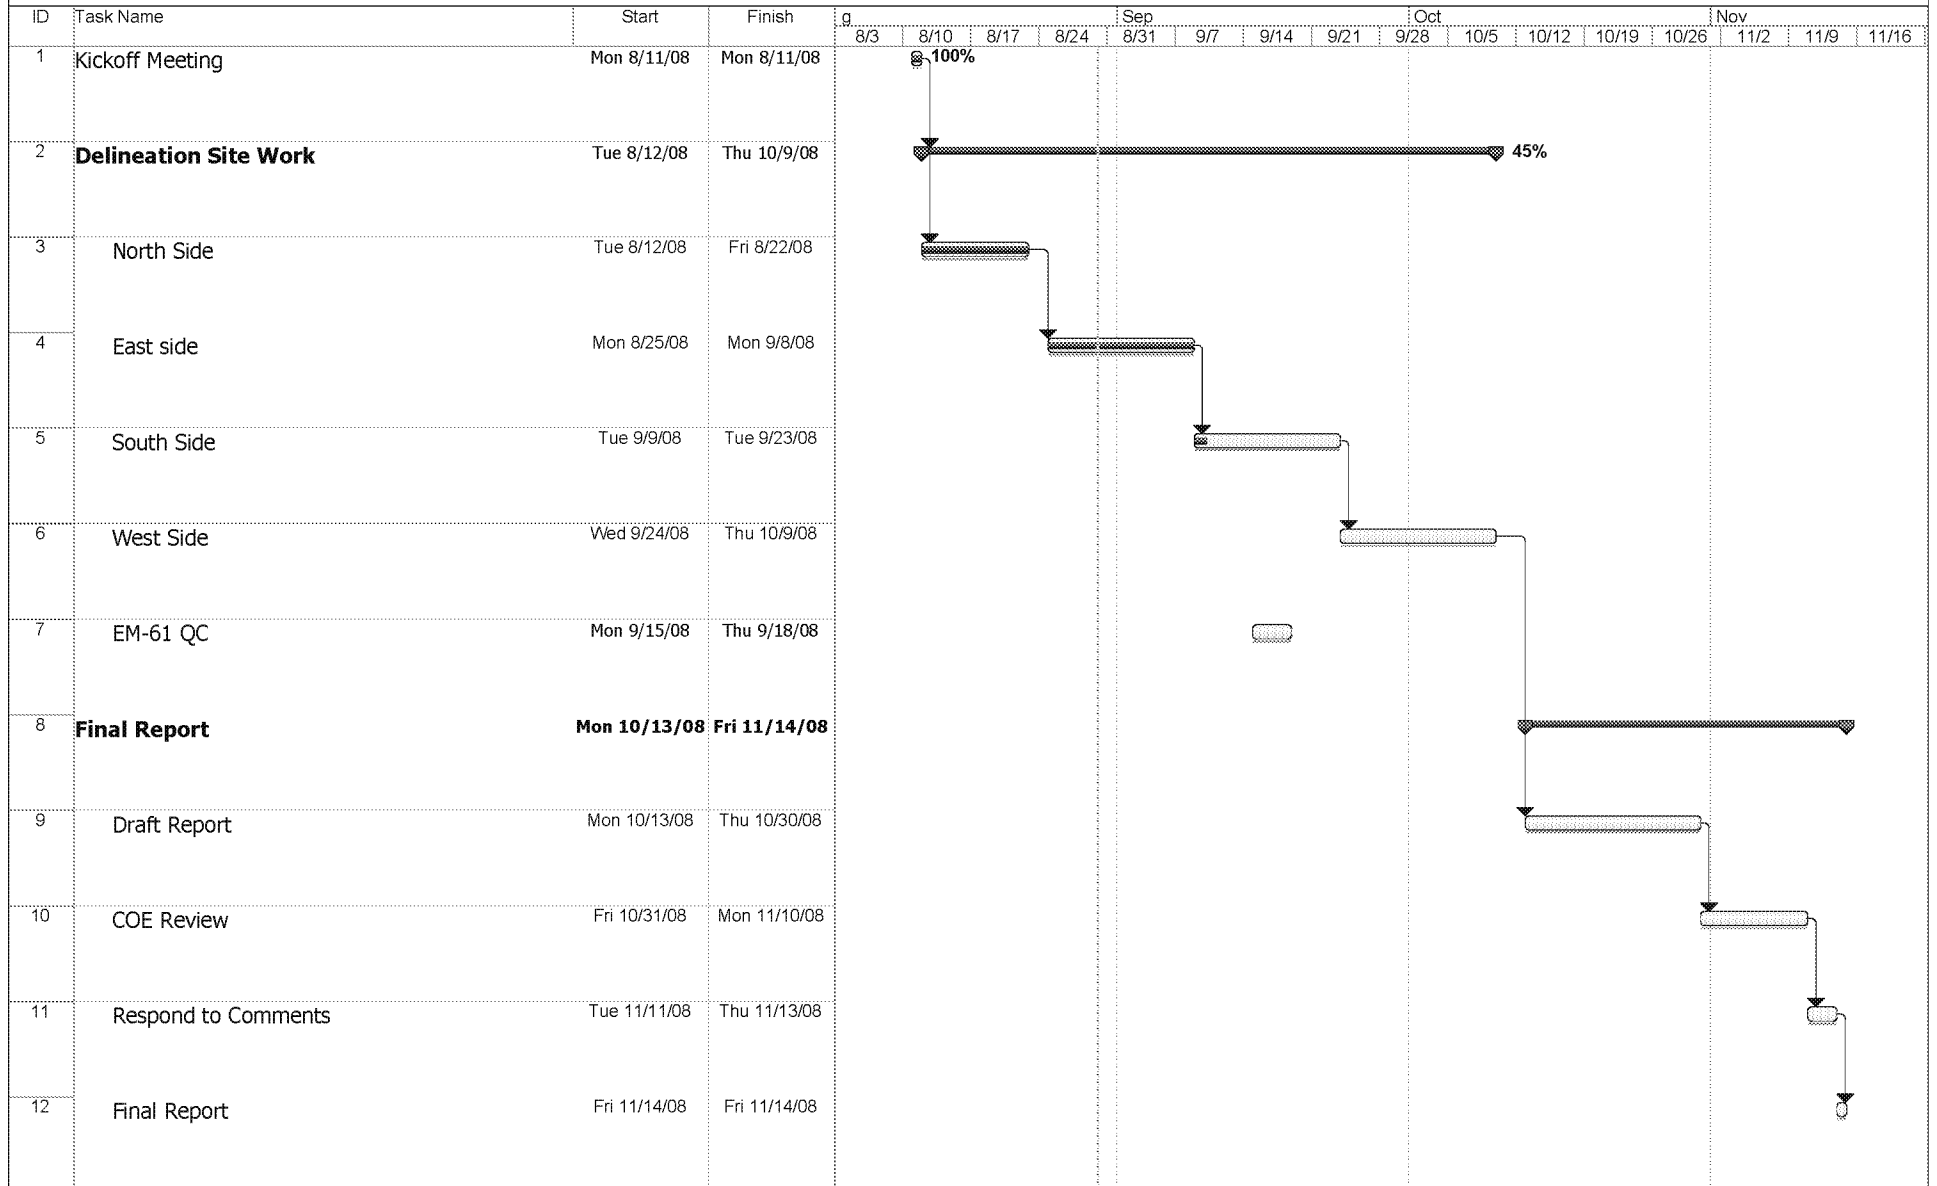 ID Task Name Start Finish g Sep Oct Nov
8/3 8/10 8/17 8/24 8/31 9/7 9/14 9/21 9/28 10/5 10/12 10/19 10/26 11/2 11/9 11/16
1 Kickoff Meeting Mon 8/11/08 Mon 8/11/08 100%
2 Delineation Site Work Tue 8/12/08 Thu 10/9/08 45%
3 North Side Tue 8/12/08 Fri 8/22/08
4 East side Mon 8/25/08 Mon 9/8/08
5 South Side Tue 9/9/08 Tue 9/23/08
6 West Side Wed 9/24/08 Thu 10/9/08
7 EM-61 QC Mon 9/15/08 Thu 9/18/08
8 Final Report Mon 10/13/08 Fri 11/14/08
9 Draft Report Mon 10/13/08 Thu 10/30/08
10 COE Review Fri 10/31/08 Mon 11/10/08
11 Respond to Comments Tue 11/11/08 Thu 11/13/08
12 Final Report Fri 11/14/08 Fri 11/14/08